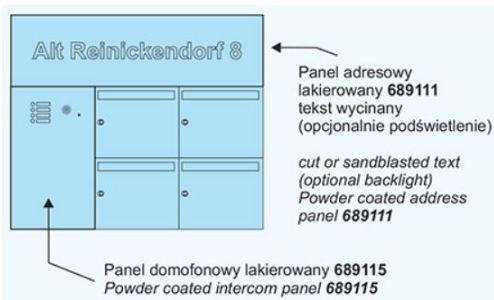 Alt Reinickendorf 8
Panel adresowy
lakierowany 689111
tekst wycinany
(opcjonalnie podświetlenie)
cut or sandblasted text
(optional backlight)
Powder coated address
panel 689111
Panel domofonowy lakierowany 689115
Powder coated intercom panel 689115